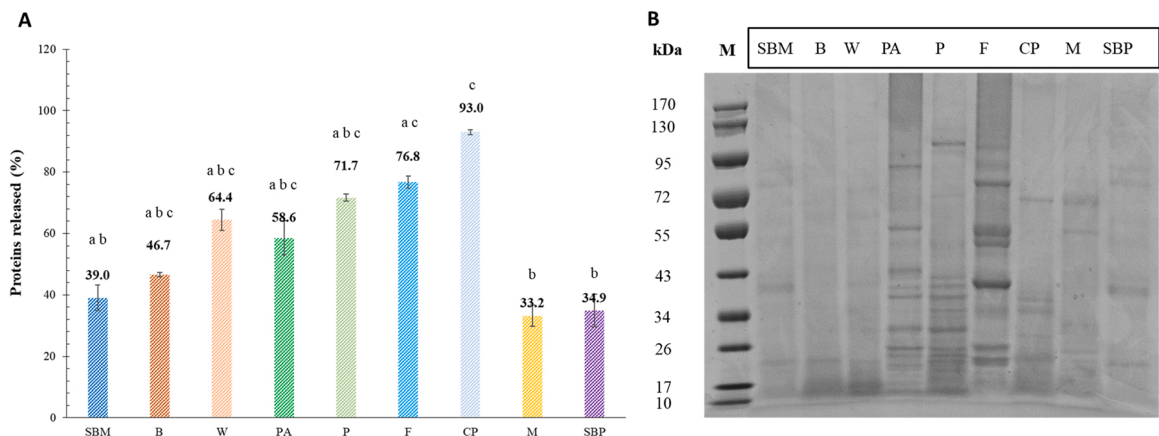 A
Proteins released (%)
120
100
80
60
40
20
0
a b
39.0
a b c
46.7
a b c
64.4
a b c
58.6
a b c
71.7
a c
76.8
c
93.0
b
33.2
b
34.9
SBM B W PA P F CP M SBP
B
kDa M SBM B W PA P F CP M SBP
170
130
95
72
55
43
34
26
17
10